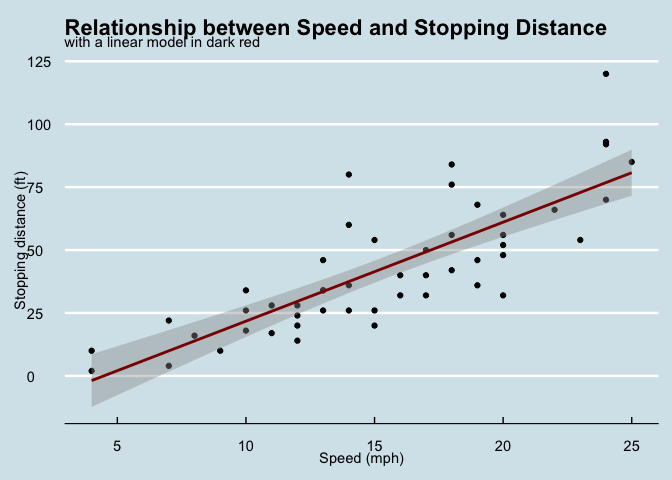 Relationship between Speed and Stopping Distance
with a linear model in dark red
125
100
75
50
25
0
Stopping distance (ft)
5 10 15 20 25
Speed (mph)